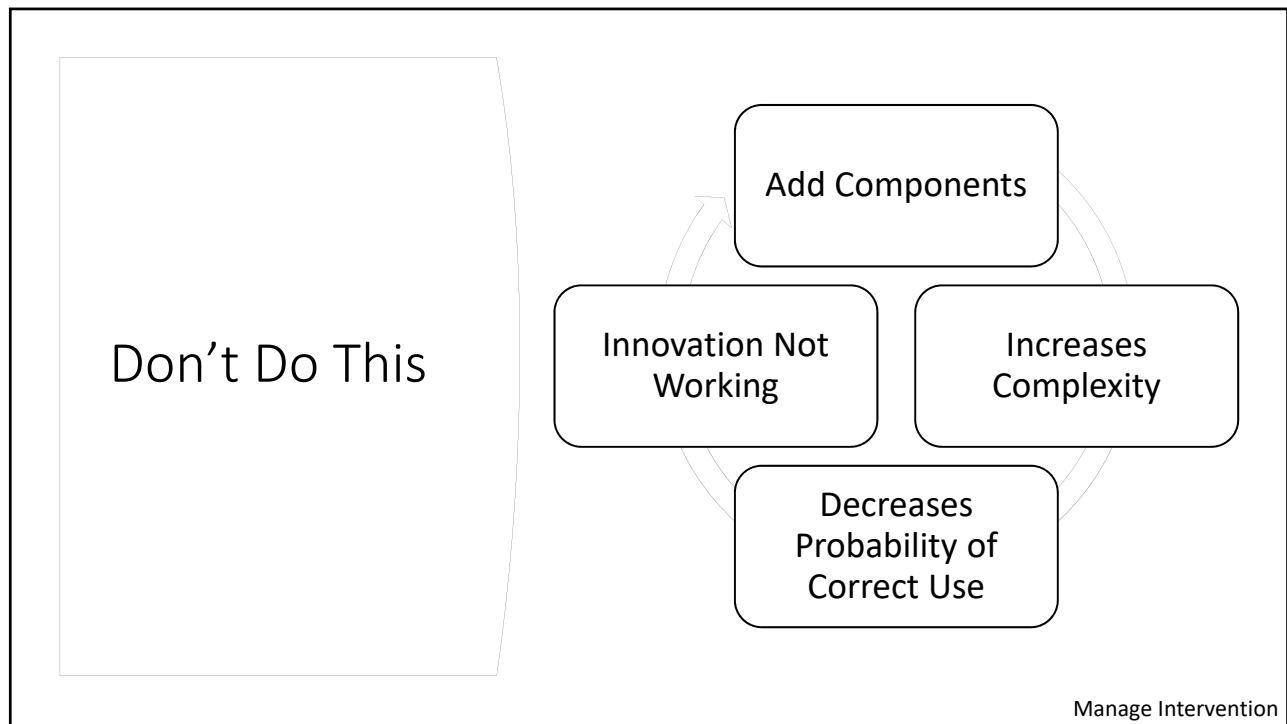 Don’t Do This
Add Components
Increases
Complexity
Decreases
Probability of
Correct Use
Innovation Not
Working
Manage Intervention